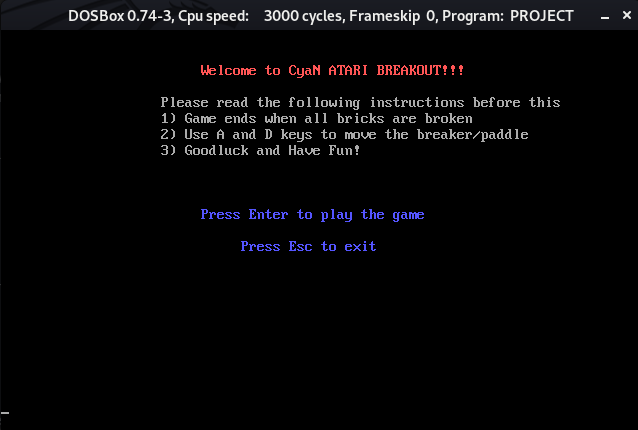 DOSBox 0.74-3, Cpu speed: 3000 cycles, Frameskip 0, Program: PROJECT
Welcome to CyaN ATARI BREAKOUT!!!
Please read the following instructions before this
1) Game ends when all bricks are broken
2) Use A and D keys to move the breaker/paddle
3) Goodluck and Have Fun!
Press Enter to play the game
Press Esc to exit